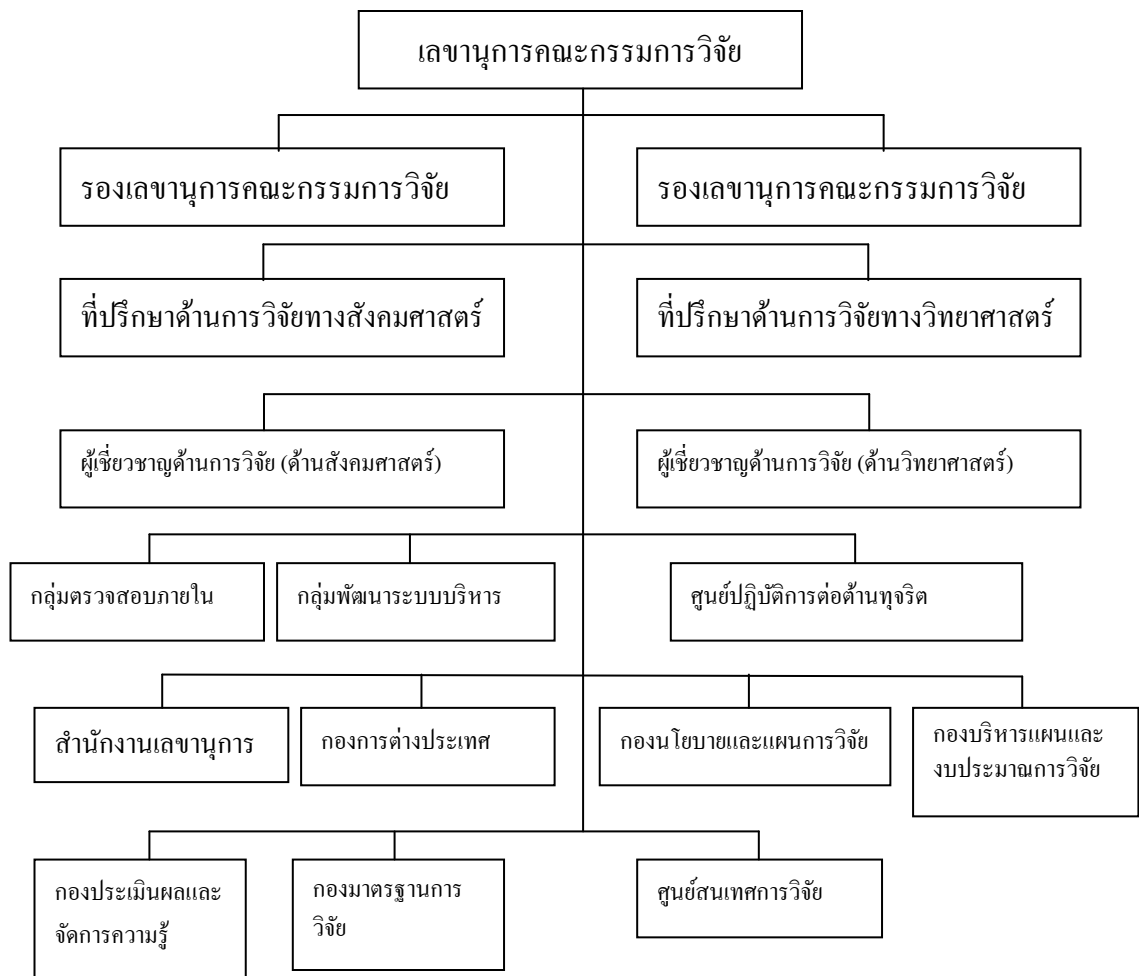 เลขานุการคณะกรรมการวิจัย
รองเลขานุการคณะกรรมการวิจัย
รองเลขานุการคณะกรรมการวิจัย
ที่ปรึกษาด้านการวิจัยทางสังคมศาสตร์
ที่ปรึกษาด้านการวิจัยทางวิทยาศาสตร์
ผู้เชี่ยวชาญด้านการวิจัย (ด้านสังคมศาสตร์)
ผู้เชี่ยวชาญด้านการวิจัย (ด้านวิทยาศาสตร์)
กลุ่มตรวจสอบภายใน
กลุ่มพัฒนาระบบบริหาร
ศูนย์ปฏิบัติการต่อต้านทุจริต
สำนักงานเลขานุการ
กองการต่างประเทศ
กองนโยบายและแผนการวิจัย
กองบริหารแผนและ
งบประมาณการวิจัย
กองประเมินผลและ
จัดการความรู้
กองมาตรฐานการ
วิจัย
ศูนย์สนเทศการวิจัย